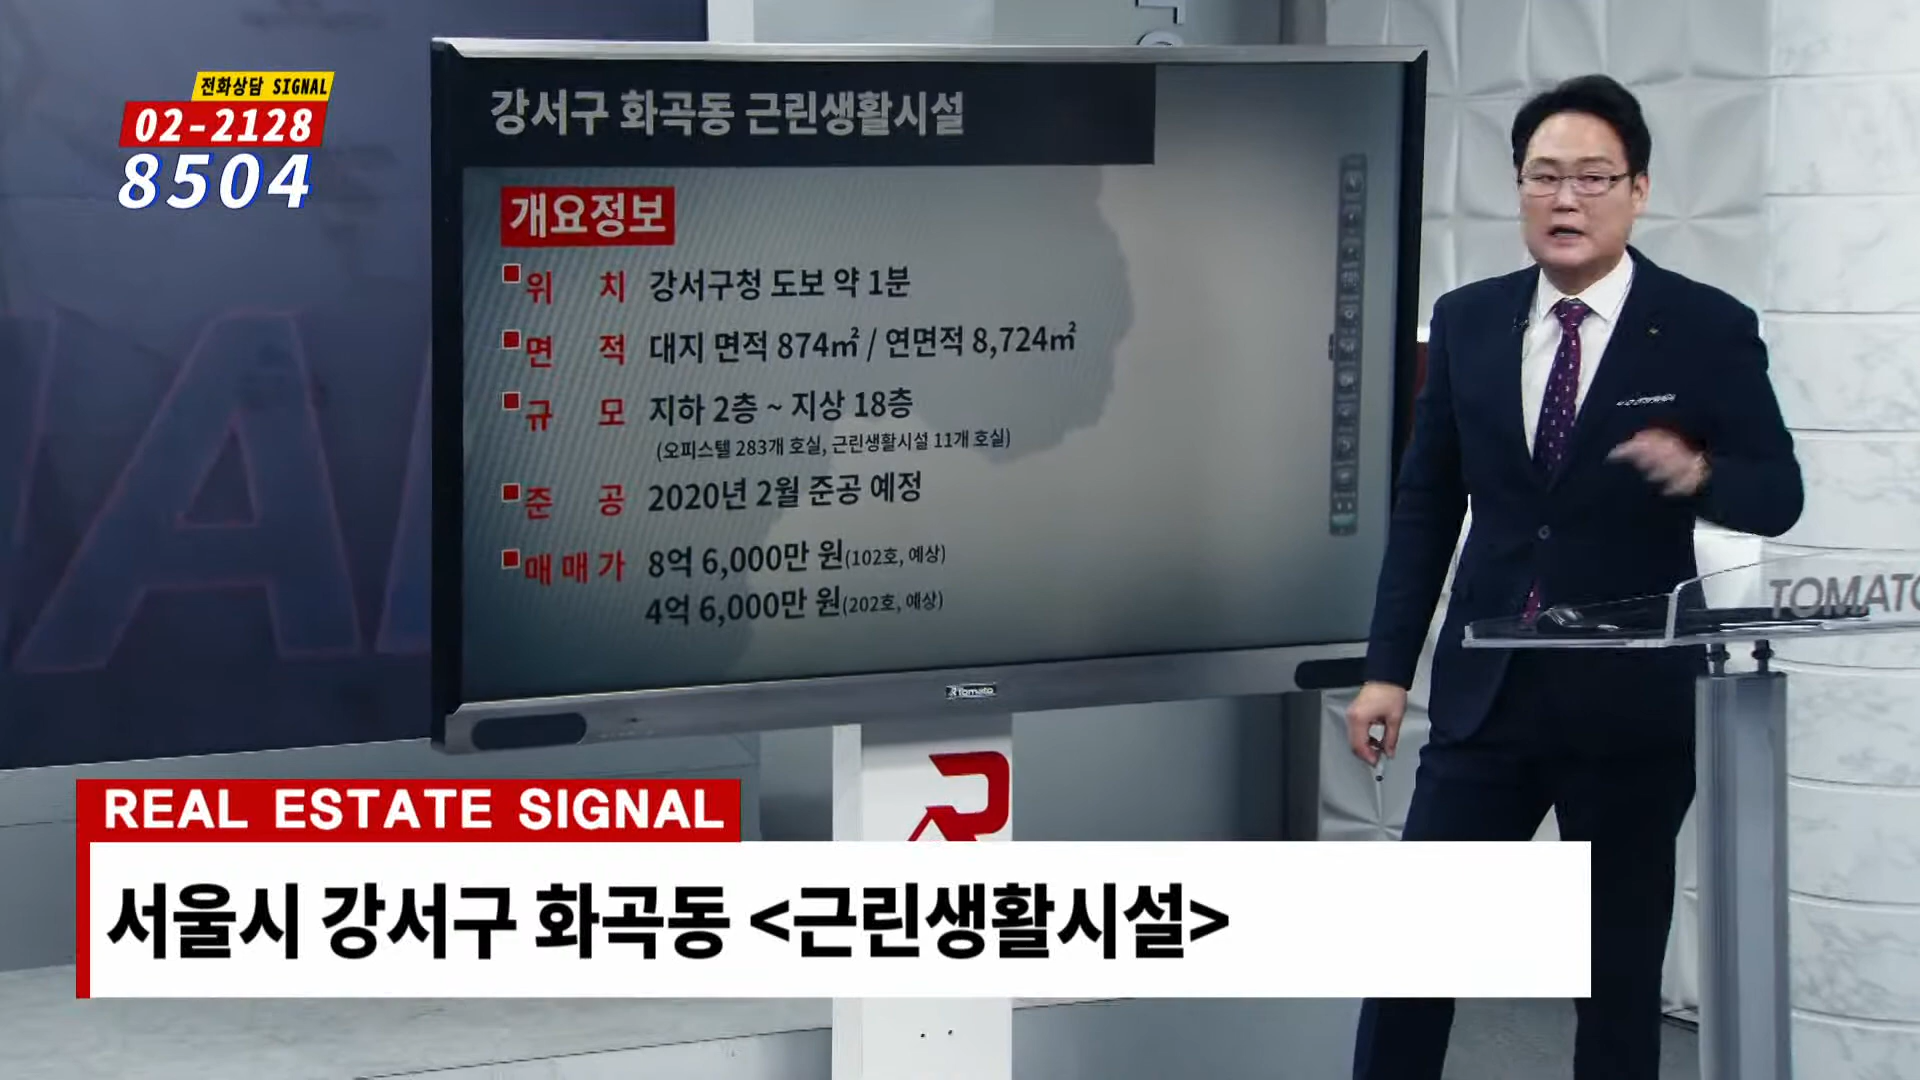 전화상담 SIGNAL
02-2128
8504
강서구 화곡동 근린생활시설
개요정보
위 치 강서구청 도보 약 1분
면 적 대지 면적 874㎡ / 연면적 8,724㎡
규 모 지하 2층 ~ 지상 18층
(오피스텔 283개 호실, 근린생활시설 11개 호실)
준 공 2020년 2월 준공 예정
매매가 8억 6,000만 원(102호, 예상)
4억 6,000만 원(202호, 예상)
Tomato
TOMATO
REAL ESTATE SIGNAL
서울시 강서구 화곡동 <근린생활시설>